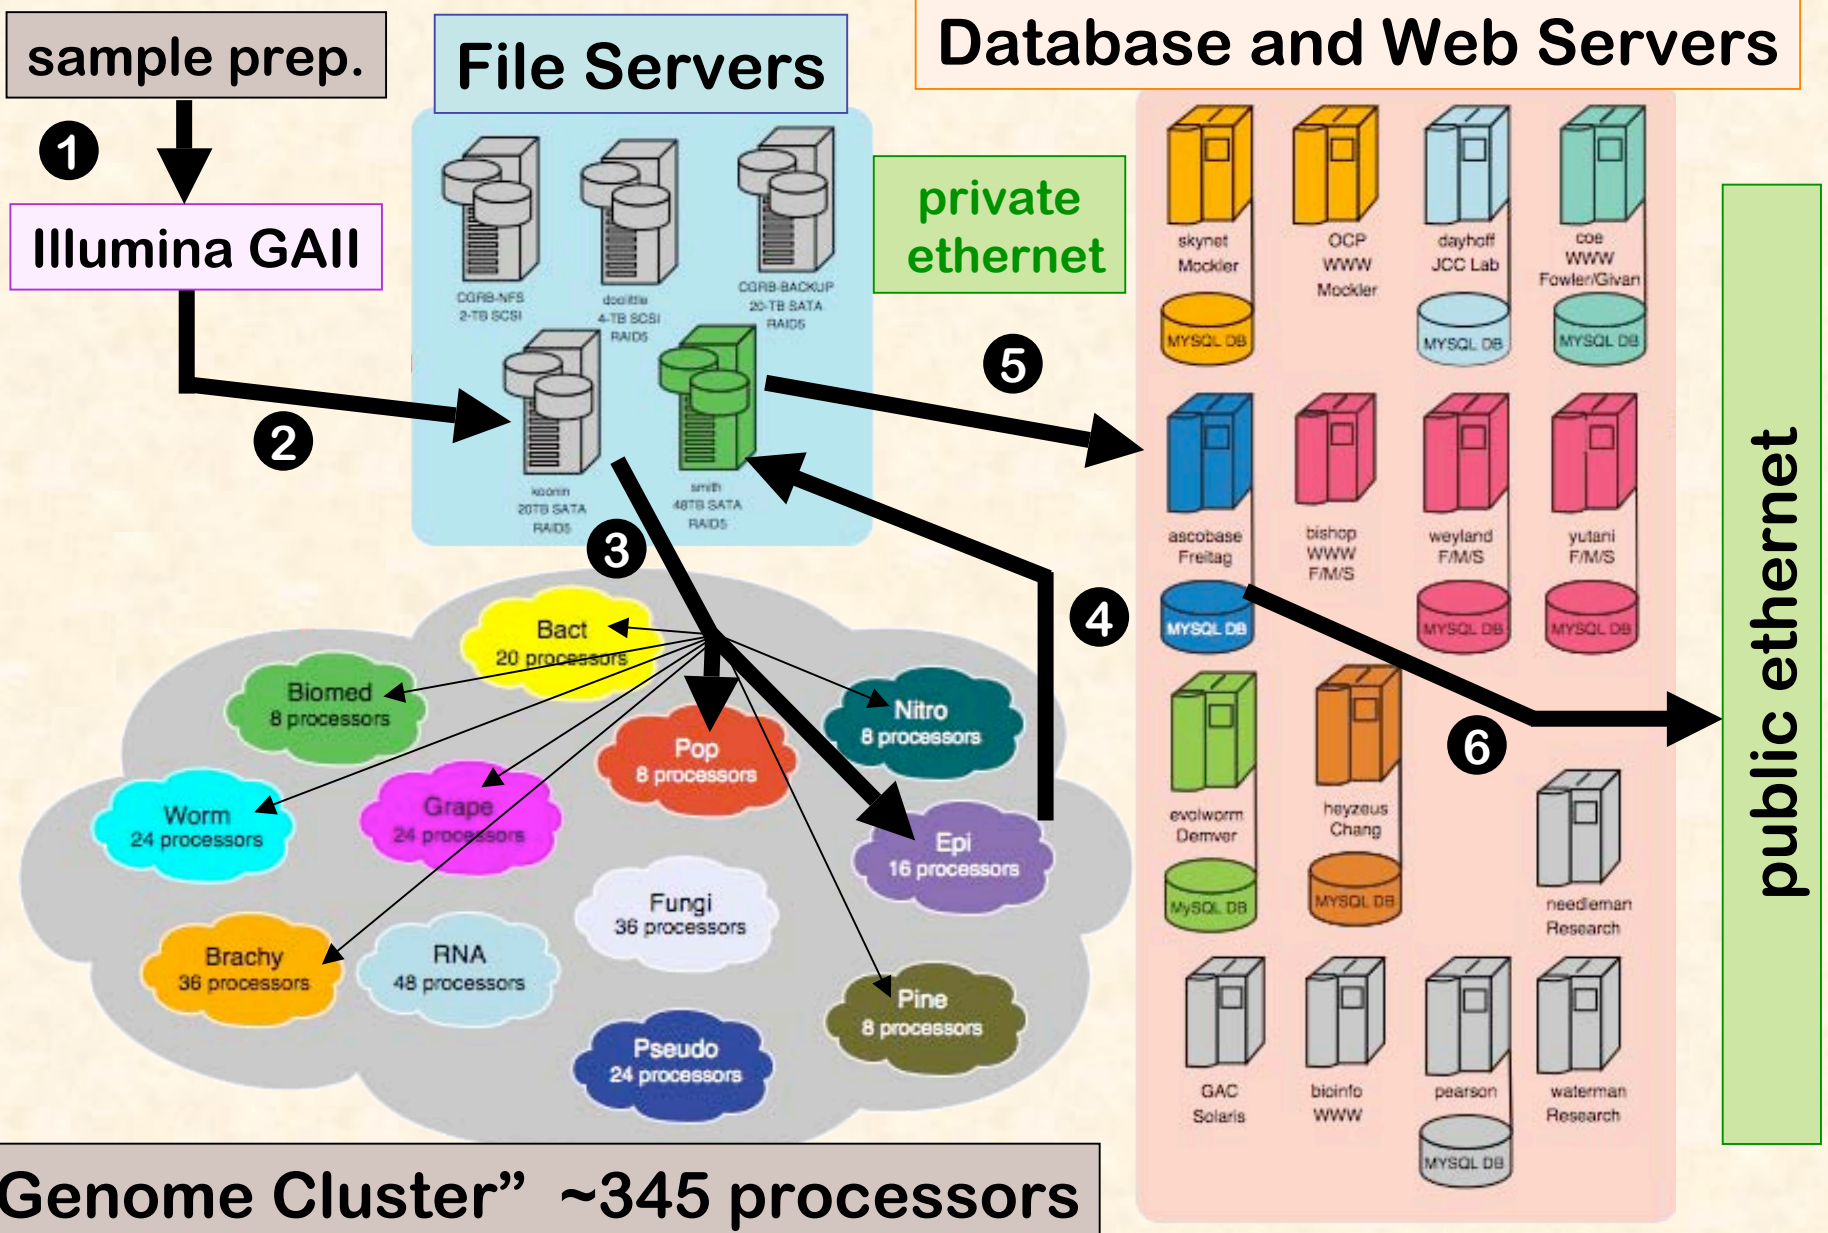 sample prep.
File Servers
Database and Web Servers
1
Illumina GAII
private
ethernet
CGRB-NFS
2-TB SCSI
doolittle
4-TB SCSI
RAID5
CGRB-BACKUP
20-TB SATA
RAID5
koonin
20TB SATA
RAID5
smith
48TB SATA
RAID5
2
3
4
5
6
skynet
Mockler
MYSQL DB
OCP
WWW
Mockler
dayhoff
JCC Lab
MYSQL DB
coe
WWW
Fowler/Givan
MYSQL DB
ascobase
Freitag
MYSQL DB
bishop
WWW
F/M/S
weyland
F/M/S
MYSQL DB
yutani
F/M/S
MYSQL DB
evolworm
Demver
MySQL DB
heyzeus
Chang
MYSQL DB
needleman
Research
GAC
Solaris
bioinfo
WWW
pearson
MYSQL DB
waterman
Research
public ethernet
Bact
20 processors
Biomed
8 processors
Nitro
8 processors
Pop
8 processors
Worm
24 processors
Grape
24 processors
Epi
16 processors
Fungi
36 processors
Brachy
36 processors
RNA
48 processors
Pine
8 processors
Pseudo
24 processors
Genome Cluster” ~345 processors